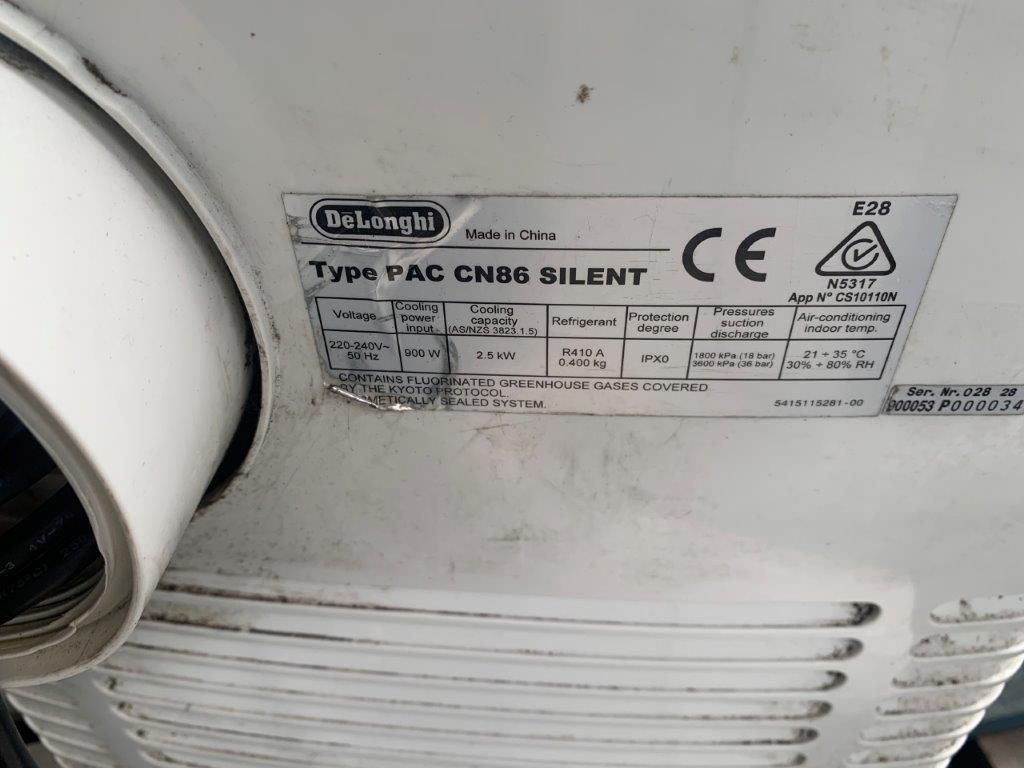 DeLonghi
Made in China
E28
CE
N5317
App N° CS10110N
Type PAC CN86 SILENT
Voltage
Cooling power input
Cooling capacity (AS/NZS 3823.1.5)
Refrigerant
Protection degree
Pressures suction discharge
Air-conditioning indoor temp.
220-240V~ 50 Hz
900 W
2.5 kW
R410 A 0.400 kg
IPX0
1800 kPa (18 bar) 3600 kPa (36 bar)
21 ÷ 35 °C 30% ÷ 80% RH
CONTAINS FLUORINATED GREENHOUSE GASES COVERED
BY THE KYOTO PROTOCOL.
SEALED SYSTEM.
5415115281-00
Ser. Nr. 028 28
P000034